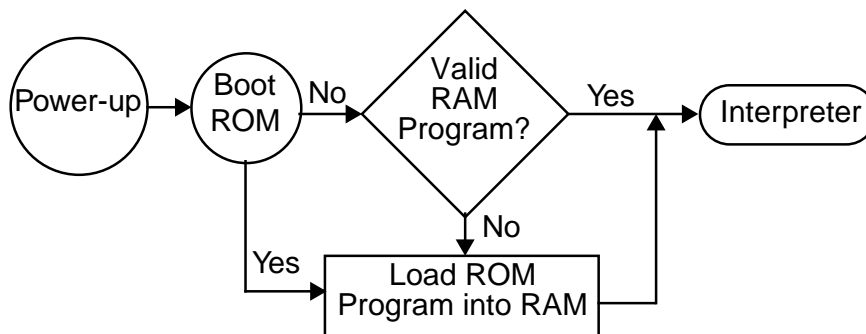 Power-up
Boot
ROM
No
Valid
RAM
Program?
Yes
Interpreter
No
Yes
Load ROM
Program into RAM